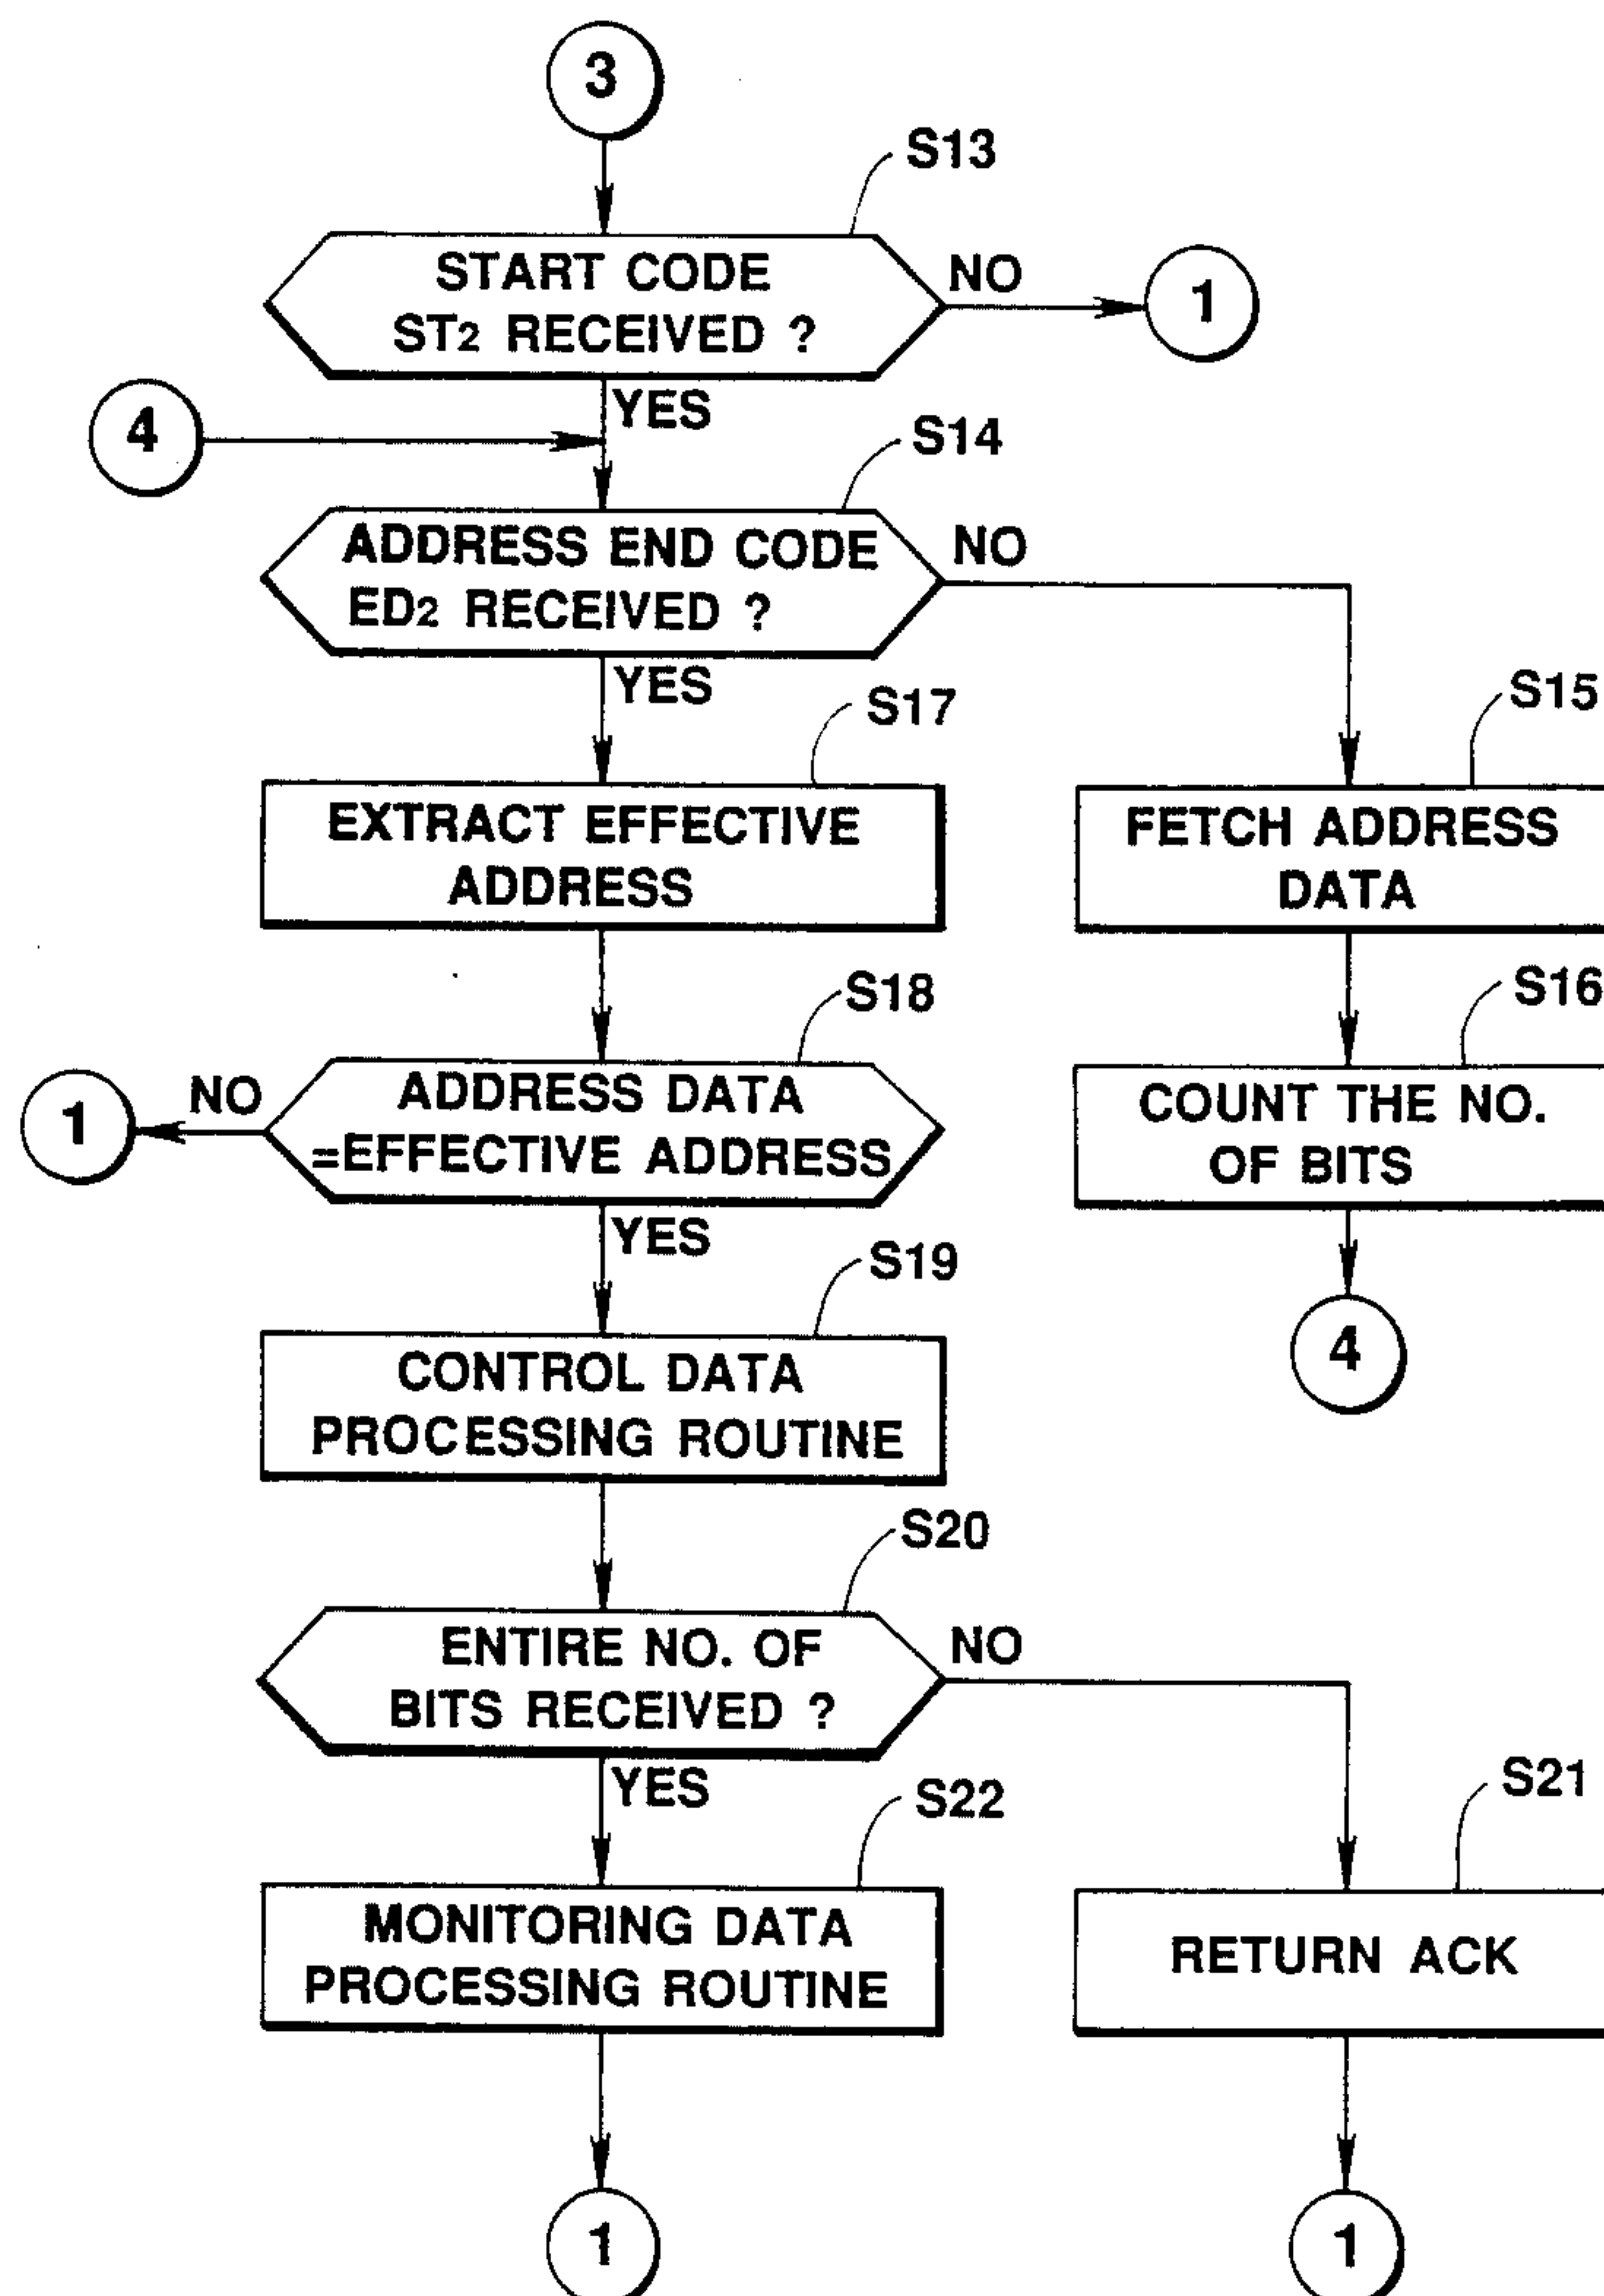 3
S13
START CODE
ST2 RECEIVED ?
NO
1
YES
4
S14
ADDRESS END CODE
ED2 RECEIVED ?
NO
YES
S17
S15
EXTRACT EFFECTIVE
ADDRESS
FETCH ADDRESS
DATA
S18
S16
1
NO
ADDRESS DATA
=EFFECTIVE ADDRESS
COUNT THE NO.
OF BITS
YES
S19
4
CONTROL DATA
PROCESSING ROUTINE
S20
ENTIRE NO. OF
BITS RECEIVED ?
NO
YES
S22
S21
MONITORING DATA
PROCESSING ROUTINE
RETURN ACK
1
1